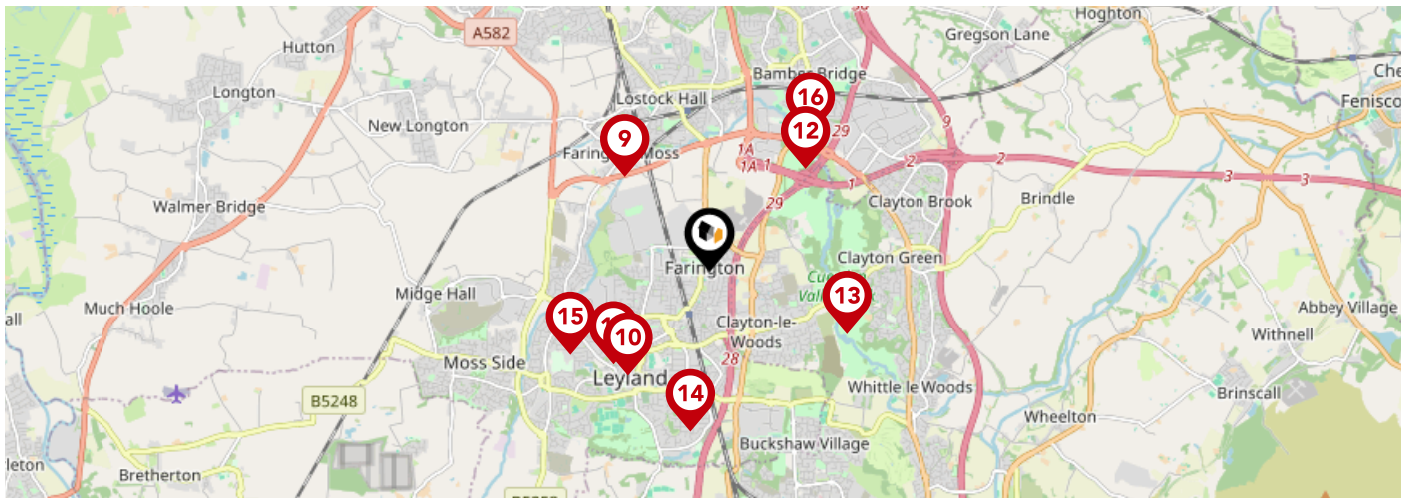 Hoghton
A582
Gregson Lane
Hutton
Bamber Bridge
Longton
Lostock Hall
16
New Longton
29
9
9
12
1A
1A
1
2
2
1
3
3
Walmer Bridge
29
Clayton Brook
Brindle
Farington
Clayton Green
Midge Hall
13
Much Hoole
15
10
Clayton-le-
Woods
Abbey Village
Withnell
Moss Side
28
Leyland
14
Whittle le Woods
Brinscall
B5248
Wheelton
Buckshaw Village
Bretherton